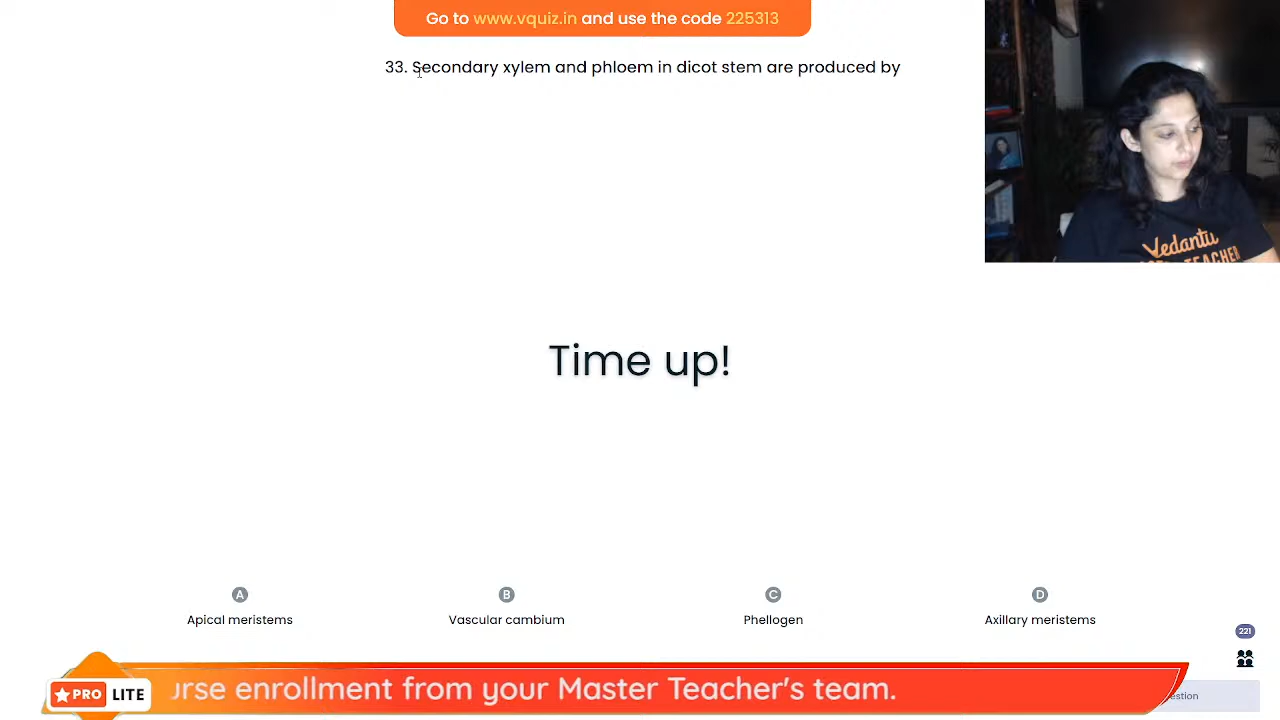 Go to www.vquiz.in and use the code 225313
33. Secondary xylem and phloem in dicot stem are produced by
Vedantu
TEACHER
Time up!
A
B
C
D
Apical meristems
Vascular cambium
Phellogen
Axillary meristems
221
PRO LITE
enrollment from your Master Teacher's team.